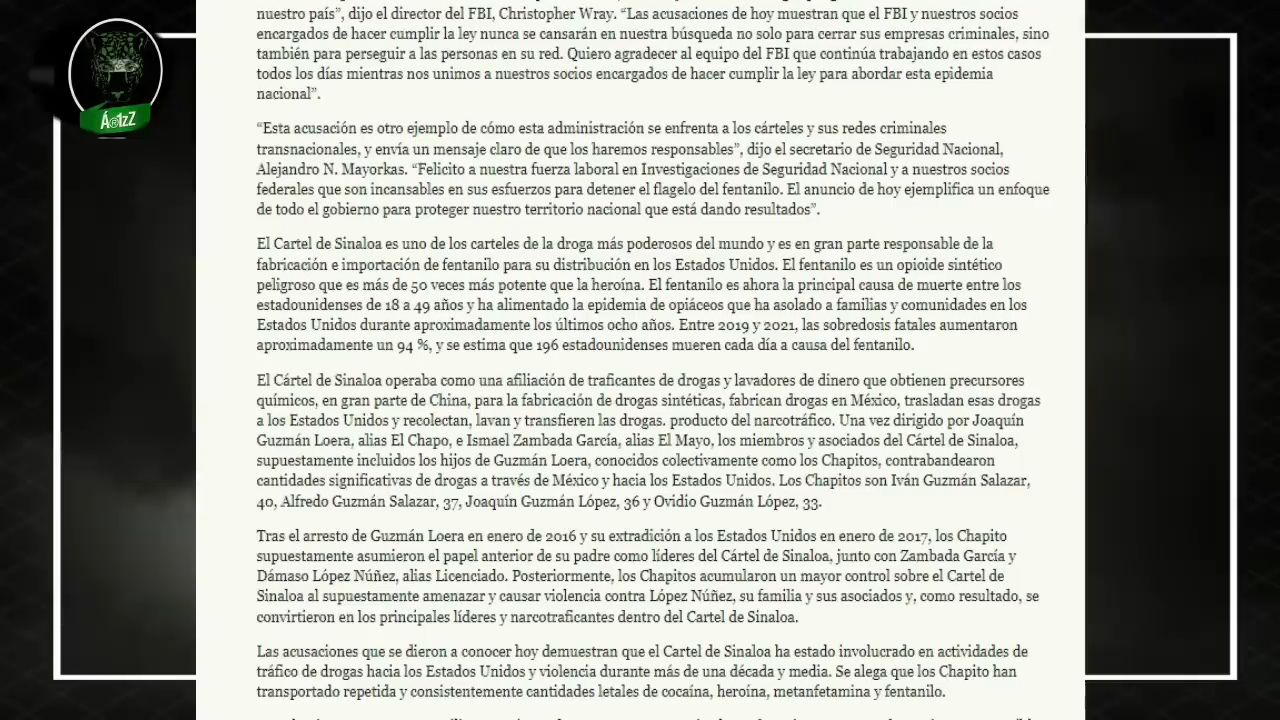 Á®1zZ
nuestro país”, dijo el director del FBI, Christopher Wray. “Las acusaciones de hoy muestran que el FBI y nuestros socios
encargados de hacer cumplir la ley nunca se cansarán en nuestra búsqueda no solo para cerrar sus empresas criminales, sino
también para perseguir a las personas en su red. Quiero agradecer al equipo del FBI que continúa trabajando en estos casos
todos los días mientras nos unimos a nuestros socios encargados de hacer cumplir la ley para abordar esta epidemia
nacional”.
“Esta acusación es otro ejemplo de cómo esta administración se enfrenta a los cárteles y sus redes criminales
transnacionales, y envía un mensaje claro de que los haremos responsables”, dijo el secretario de Seguridad Nacional,
Alejandro N. Mayorkas. “Felicito a nuestra fuerza laboral en Investigaciones de Seguridad Nacional y a nuestros socios
federales que son incansables en sus esfuerzos para detener el flagelo del fentanilo. El anuncio de hoy ejemplifica un enfoque
de todo el gobierno para proteger nuestro territorio nacional que está dando resultados”.
El Cartel de Sinaloa es uno de los carteles de la droga más poderosos del mundo y es en gran parte responsable de la
fabricación e importación de fentanilo para su distribución en los Estados Unidos. El fentanilo es un opioide sintético
peligroso que es más de 50 veces más potente que la heroína. El fentanilo es ahora la principal causa de muerte entre los
estadounidenses de 18 a 49 años y ha alimentado la epidemia de opiáceos que ha asolado a familias y comunidades en los
Estados Unidos durante aproximadamente los últimos ocho años. Entre 2019 y 2021, las sobredosis fatales aumentaron
aproximadamente un 94 %, y se estima que 196 estadounidenses mueren cada día a causa del fentanilo.
El Cártel de Sinaloa operaba como una afiliación de traficantes de drogas y lavadores de dinero que obtienen precursores
químicos, en gran parte de China, para la fabricación de drogas sintéticas, fabrican drogas en México, trasladan esas drogas
a los Estados Unidos y recolectan, lavan y transfieren las drogas. producto del narcotráfico. Una vez dirigido por Joaquín
Guzmán Loera, alias El Chapo, e Ismael Zambada García, alias El Mayo, los miembros y asociados del Cártel de Sinaloa,
supuestamente incluidos los hijos de Guzmán Loera, conocidos colectivamente como los Chapitos, contrabandearon
cantidades significativas de drogas a través de México y hacia los Estados Unidos. Los Chapitos son Iván Guzmán Salazar,
40, Alfredo Guzmán Salazar, 37, Joaquín Guzmán López, 36 y Ovidio Guzmán López, 33.
Tras el arresto de Guzmán Loera en enero de 2016 y su extradición a los Estados Unidos en enero de 2017, los Chapito
supuestamente asumieron el papel anterior de su padre como líderes del Cártel de Sinaloa, junto con Zambada García y
Dámaso López Núñez, alias Licenciado. Posteriormente, los Chapitos acumularon un mayor control sobre el Cartel de
Sinaloa al supuestamente amenazar y causar violencia contra López Núñez, su familia y sus asociados y, como resultado, se
convirtieron en los principales líderes y narcotraficantes dentro del Cartel de Sinaloa.
Las acusaciones que se dieron a conocer hoy demuestran que el Cartel de Sinaloa ha estado involucrado en actividades de
tráfico de drogas hacia los Estados Unidos y violencia durante más de una década y media. Se alega que los Chapito han
transportado repetida y consistentemente cantidades letales de cocaína, heroína, metanfetamina y fentanilo.